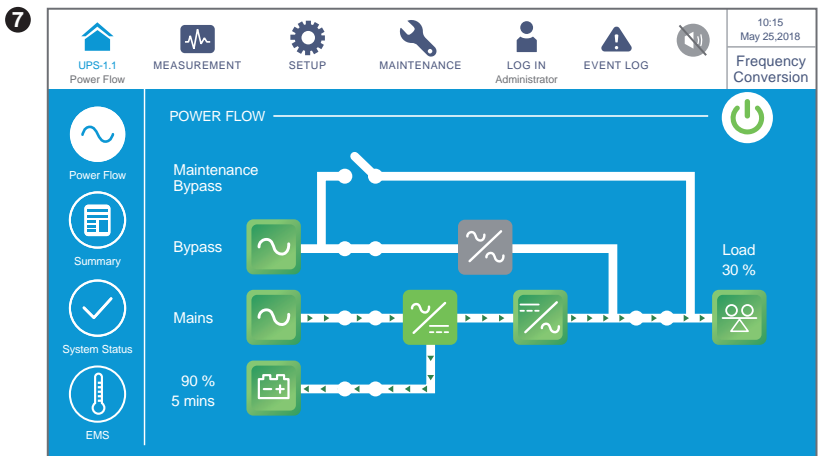 7
UPS-1.1
Power Flow
MEASUREMENT
SETUP
MAINTENANCE
LOG IN
Administrator
EVENT LOG
10:15
May 25,2018
Frequency
Conversion
Power Flow
Summary
System Status
EMS
POWER FLOW
Maintenance
Bypass
Bypass
Mains
90 %
5 mins
Load
30 %